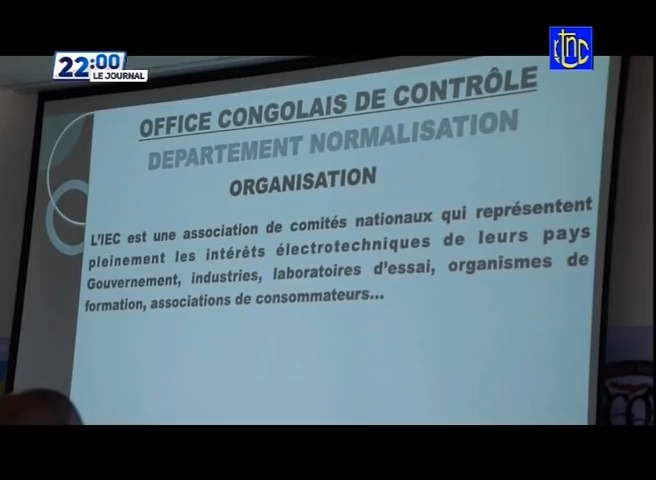 22:00
LE JOURNAL
rtnc
OFFICE CONGOLAIS DE CONTRÔLE
DEPARTEMENT NORMALISATION
ORGANISATION
L'IEC est une association de comités nationaux qui représentent
pleinement les intérêts électrotechniques de leurs pays
Gouvernement, industries, laboratoires d'essai, organismes de
formation, associations de consommateurs...